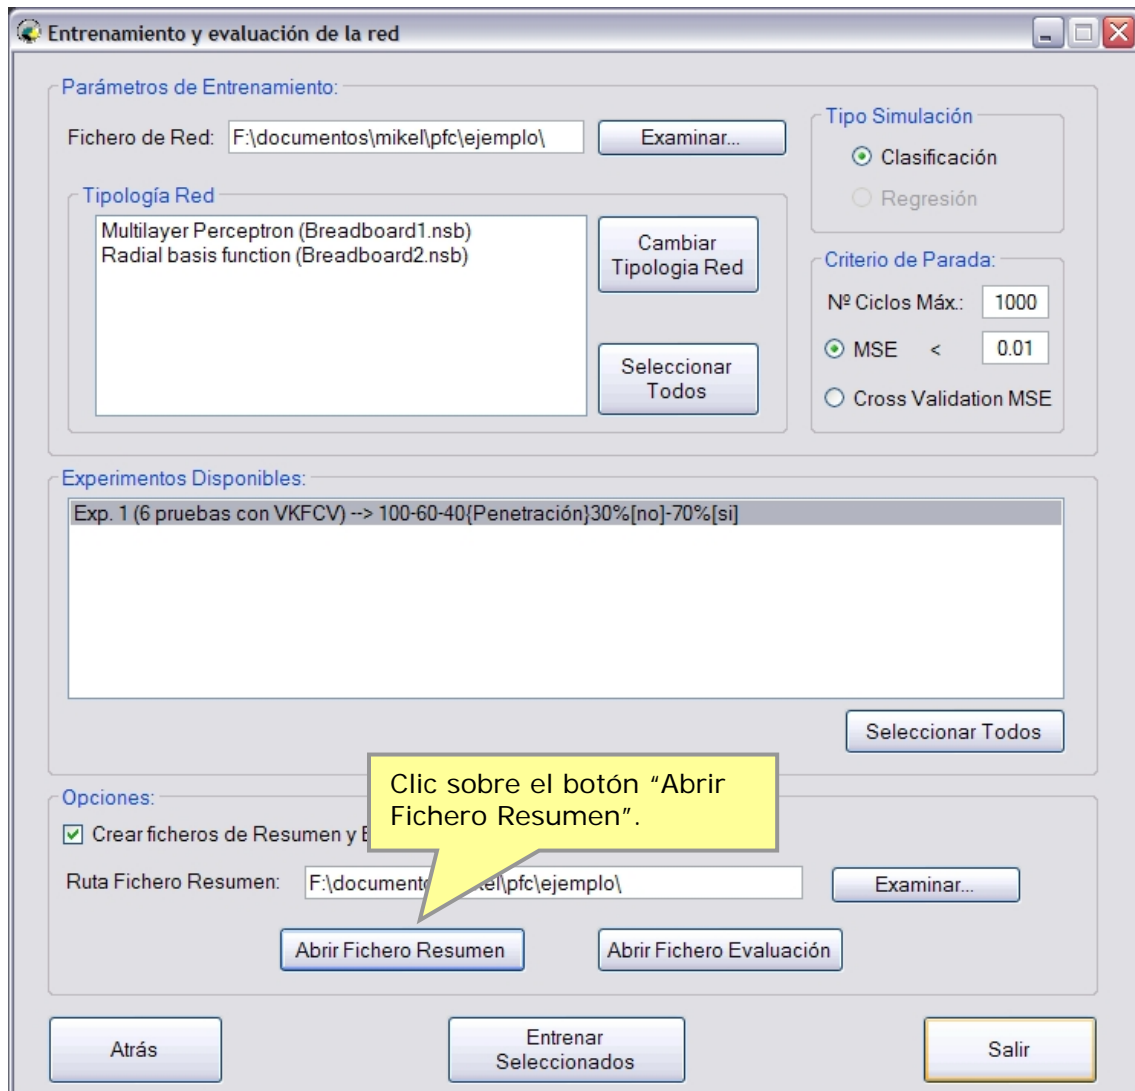 Entrenamiento y evaluación de la red
Parámetros de Entrenamiento:
Fichero de Red: F:\documentos\mikel\pfc\ejemplo\ Examinar...
Tipología Red
Multilayer Perceptron (Breadboard1.nsb)
Radial basis function (Breadboard2.nsb)
Cambiar
Tipologia Red
Seleccionar
Todos
Tipo Simulación
Clasificación
Regresión
Criterio de Parada:
Nº Ciclos Máx.: 1000
MSE < 0.01
Cross Validation MSE
Experimentos Disponibles:
Exp. 1 (6 pruebas con VKFCV) --> 100-60-40{Penetración}30%[no]-70%[si]
Seleccionar Todos
Clic sobre el botón “Abrir
Fichero Resumen”.
Opciones:
Crear ficheros de Resumen y
Ruta Fichero Resumen: F:\document kel\pfc\ejemplo\ Examinar...
Abrir Fichero Resumen Abrir Fichero Evaluación
Atrás
Entrenar
Seleccionados
Salir